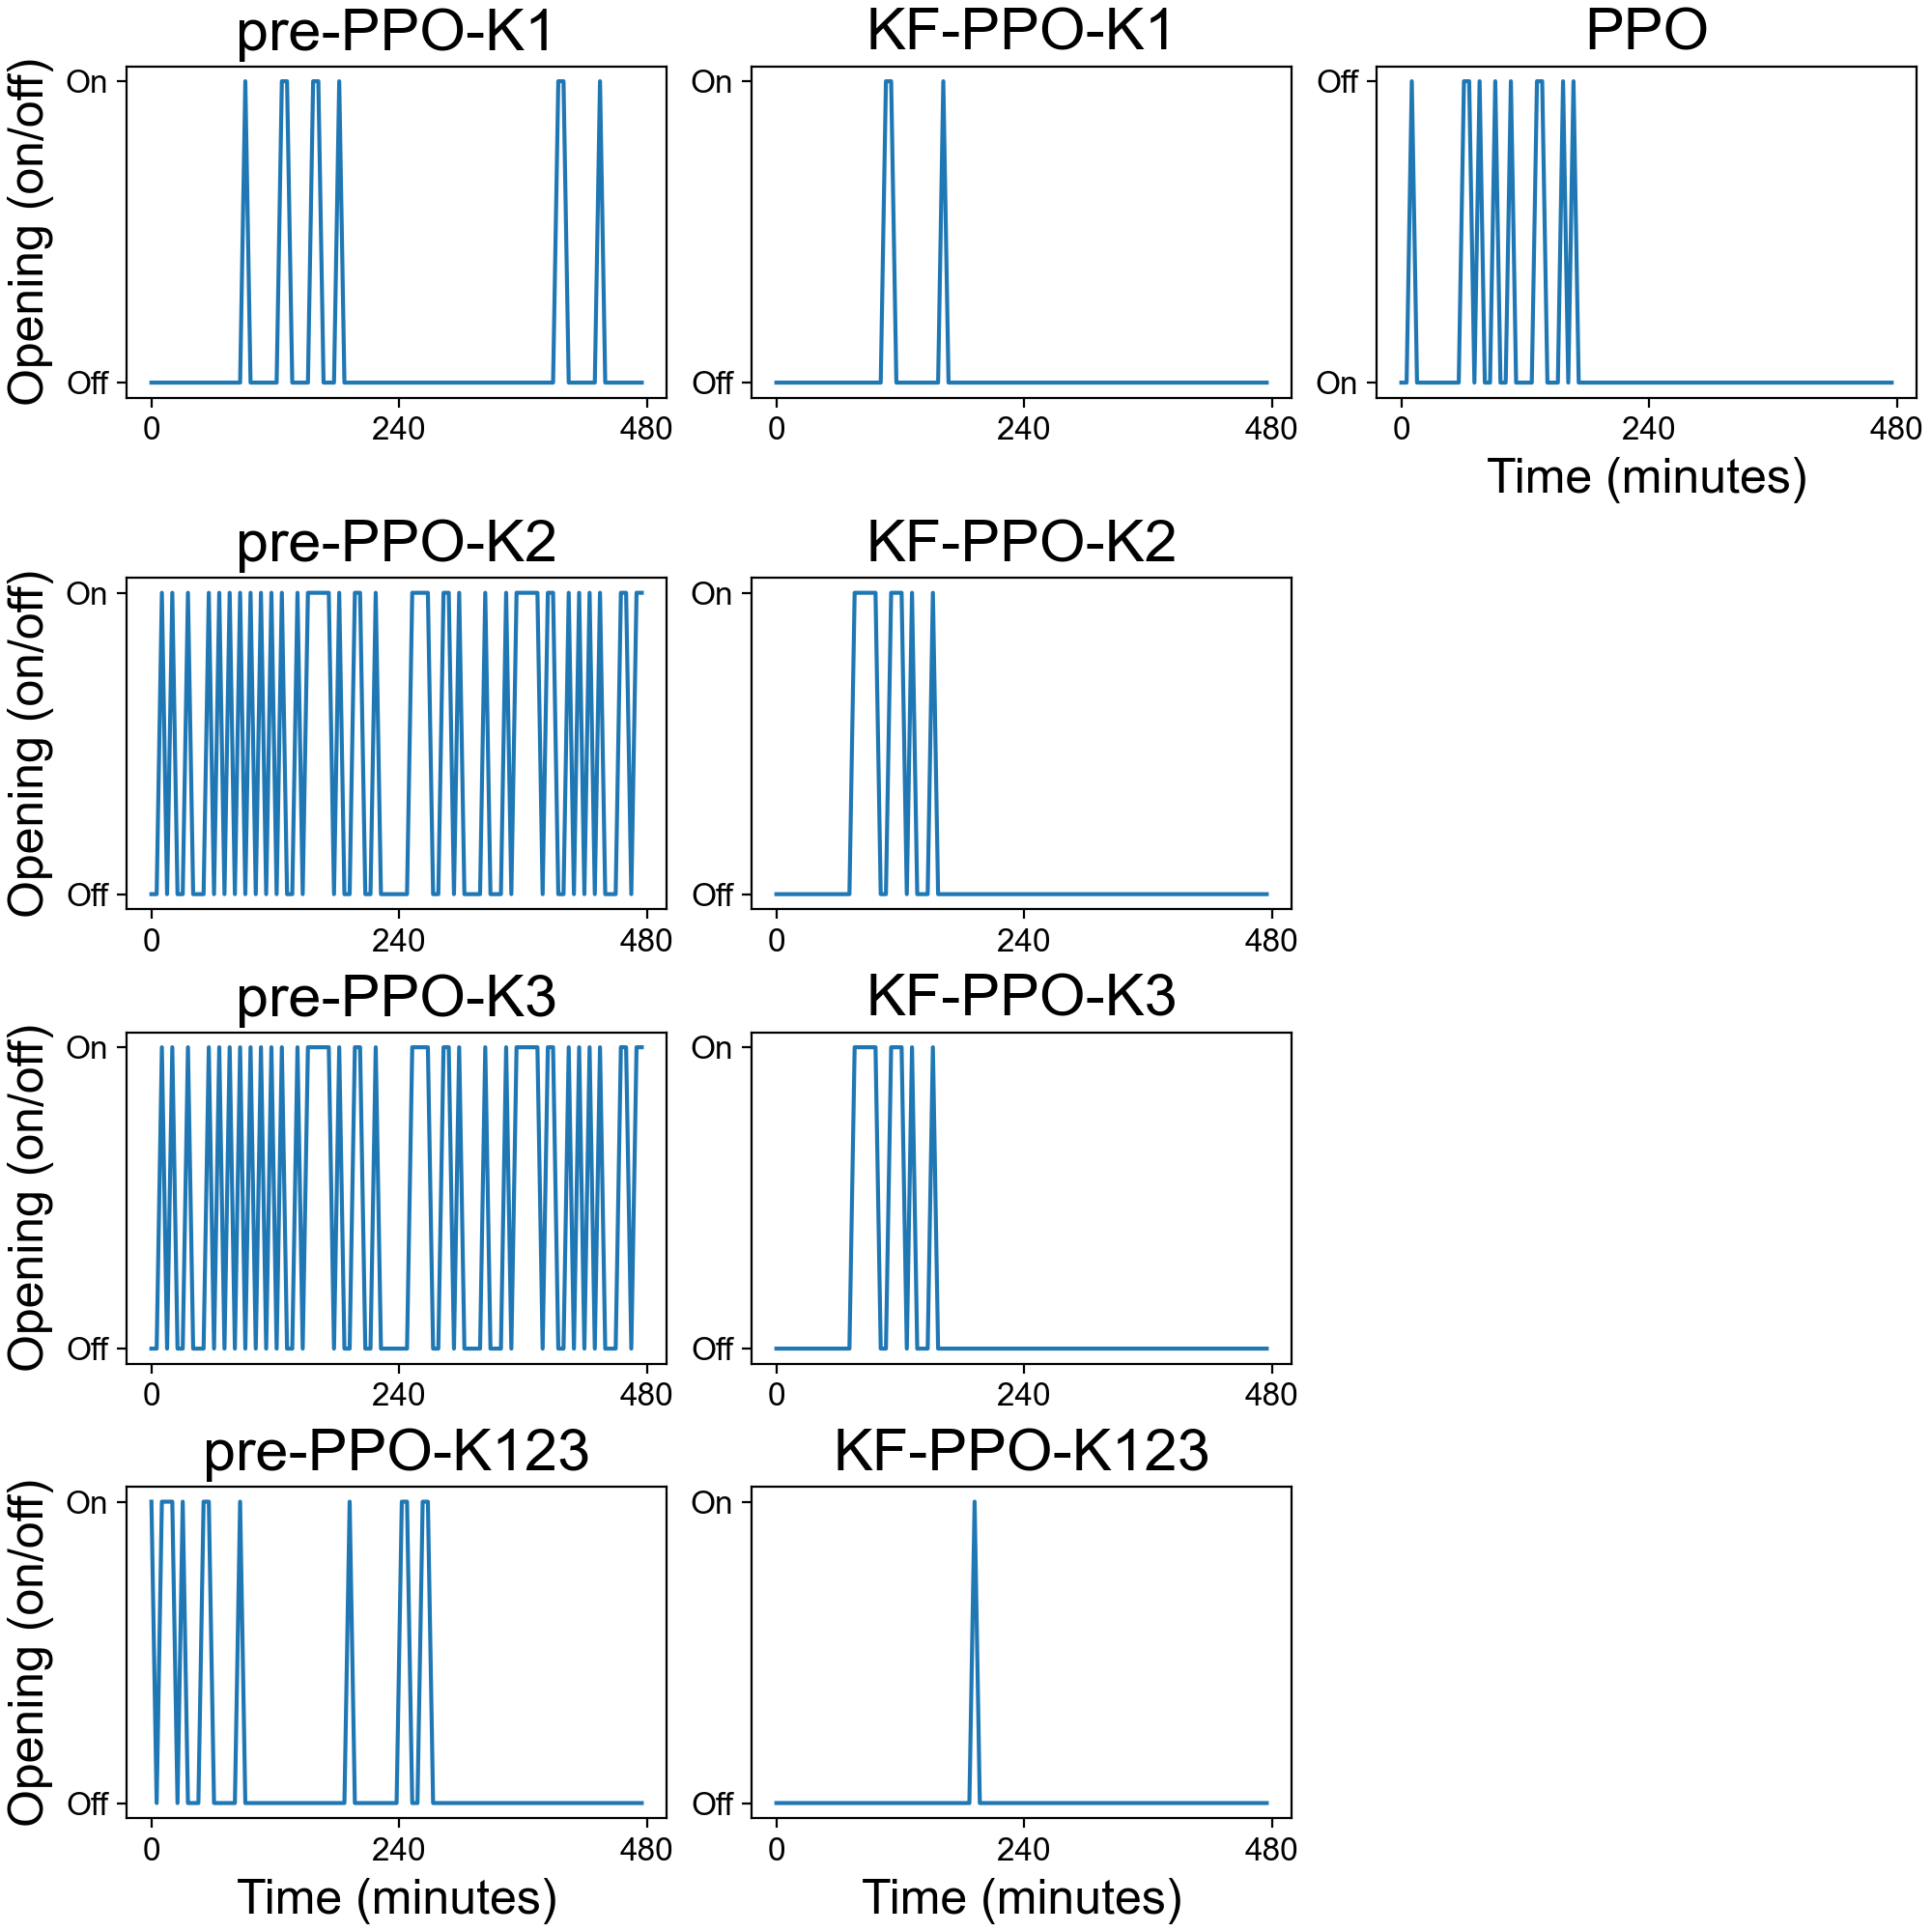 pre-PPO-K1
KF-PPO-K1
PPO
Opening (on/off)
On
Off
0 240 480
On
Off
0 240 480
Off
On
0 240 480
Time (minutes)
pre-PPO-K2
KF-PPO-K2
Opening (on/off)
On
Off
0 240 480
On
Off
0 240 480
pre-PPO-K3
KF-PPO-K3
Opening (on/off)
On
Off
0 240 480
On
Off
0 240 480
pre-PPO-K123
KF-PPO-K123
Opening (on/off)
On
Off
0 240 480
Time (minutes)
On
Off
0 240 480
Time (minutes)